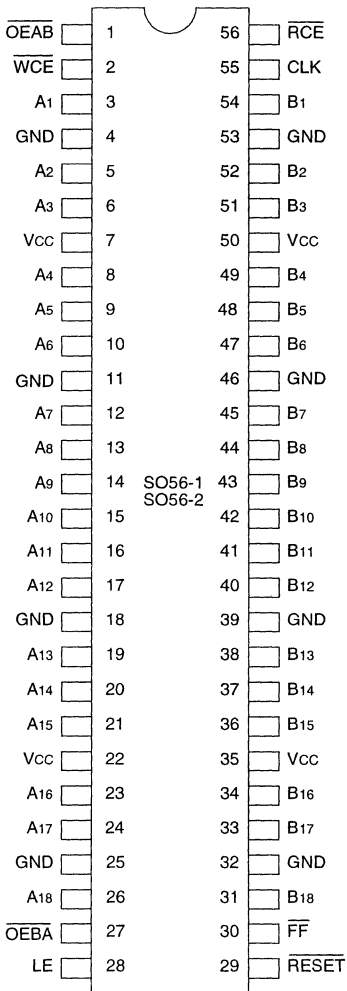 OEAB 1 56 RCE
WCE 2 55 CLK
A1 3 54 B1
GND 4 53 GND
A2 5 52 B2
A3 6 51 B3
VCC 7 50 VCC
A4 8 49 B4
A5 9 48 B5
A6 10 47 B6
GND 11 46 GND
A7 12 45 B7
A8 13 44 B8
A9 14 SO56-1 43 B9
SO56-2
A10 15 42 B10
A11 16 41 B11
A12 17 40 B12
GND 18 39 GND
A13 19 38 B13
A14 20 37 B14
A15 21 36 B15
VCC 22 35 VCC
A16 23 34 B16
A17 24 33 B17
GND 25 32 GND
A18 26 31 B18
OEBA 27 30 FF
LE 28 29 RESET